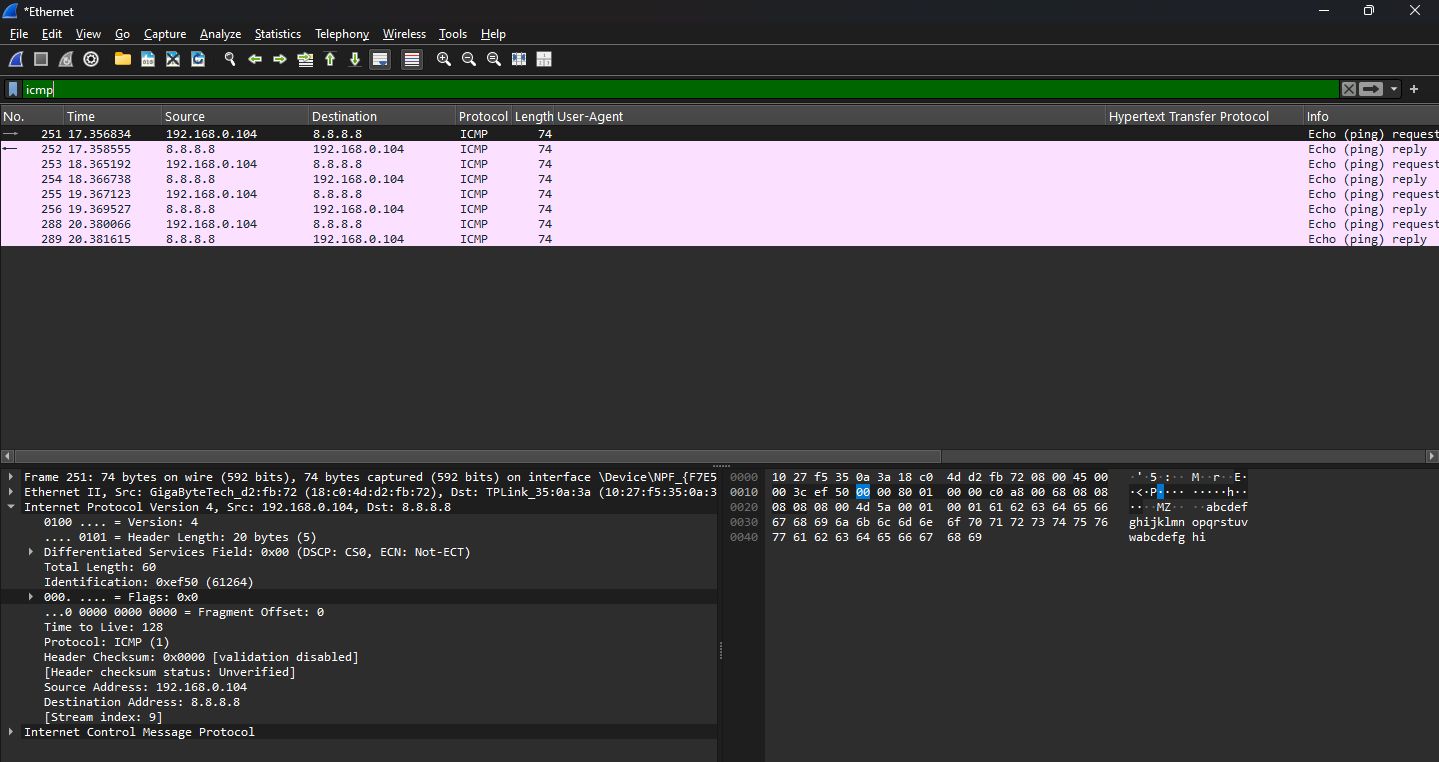 *Ethernet
File Edit View Go Capture Analyze Statistics Telephony Wireless Tools Help
icmp
No. Time Source Destination Protocol Length User-Agent Hypertext Transfer Protocol Info
251 17.356834 192.168.0.104 8.8.8.8 ICMP 74 Echo (ping) request
252 17.358555 8.8.8.8 192.168.0.104 ICMP 74 Echo (ping) reply
253 18.365192 192.168.0.104 8.8.8.8 ICMP 74 Echo (ping) request
254 18.366738 8.8.8.8 192.168.0.104 ICMP 74 Echo (ping) reply
255 19.367123 192.168.0.104 8.8.8.8 ICMP 74 Echo (ping) request
256 19.369527 8.8.8.8 192.168.0.104 ICMP 74 Echo (ping) reply
288 20.380066 192.168.0.104 8.8.8.8 ICMP 74 Echo (ping) request
289 20.381615 8.8.8.8 192.168.0.104 ICMP 74 Echo (ping) reply
Frame 251: 74 bytes on wire (592 bits), 74 bytes captured (592 bits) on interface \Device\NPF_{F7E5
Ethernet II, Src: GigaByteTech_d2:fb:72 (18:c0:4d:d2:fb:72), Dst: TPLink_35:0a:3a (10:27:f5:35:0a:3
Internet Protocol Version 4, Src: 192.168.0.104, Dst: 8.8.8.8
0100 .... = Version: 4
.... 0101 = Header Length: 20 bytes (5)
Differentiated Services Field: 0x00 (DSCP: CS0, ECN: Not-ECT)
Total Length: 60
Identification: 0xef50 (61264)
000. .... = Flags: 0x0
...0 0000 0000 0000 = Fragment Offset: 0
Time to Live: 128
Protocol: ICMP (1)
Header Checksum: 0x0000 [validation disabled]
[Header checksum status: Unverified]
Source Address: 192.168.0.104
Destination Address: 8.8.8.8
[Stream index: 9]
Internet Control Message Protocol
0000 10 27 f5 35 0a 3a 18 c0 4d d2 fb 72 08 00 45 00 ·'·5·:·· M··r··E·
0010 00 3c ef 50 00 00 80 01 00 00 c0 a8 00 68 08 08 ·<·P···· ·····h··
0020 08 08 08 00 4d 5a 00 01 00 01 61 62 63 64 65 66 ····MZ·· ··abcdef
0030 67 68 69 6a 6b 6c 6d 6e 6f 70 71 72 73 74 75 76 ghijklmn opqrstuv
0040 77 61 62 63 64 65 66 67 68 69 wabcdefg hi